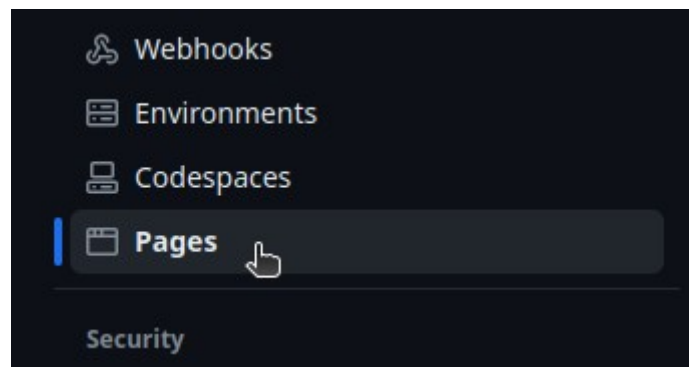 Webhooks
Environments
Codespaces
Pages
Security